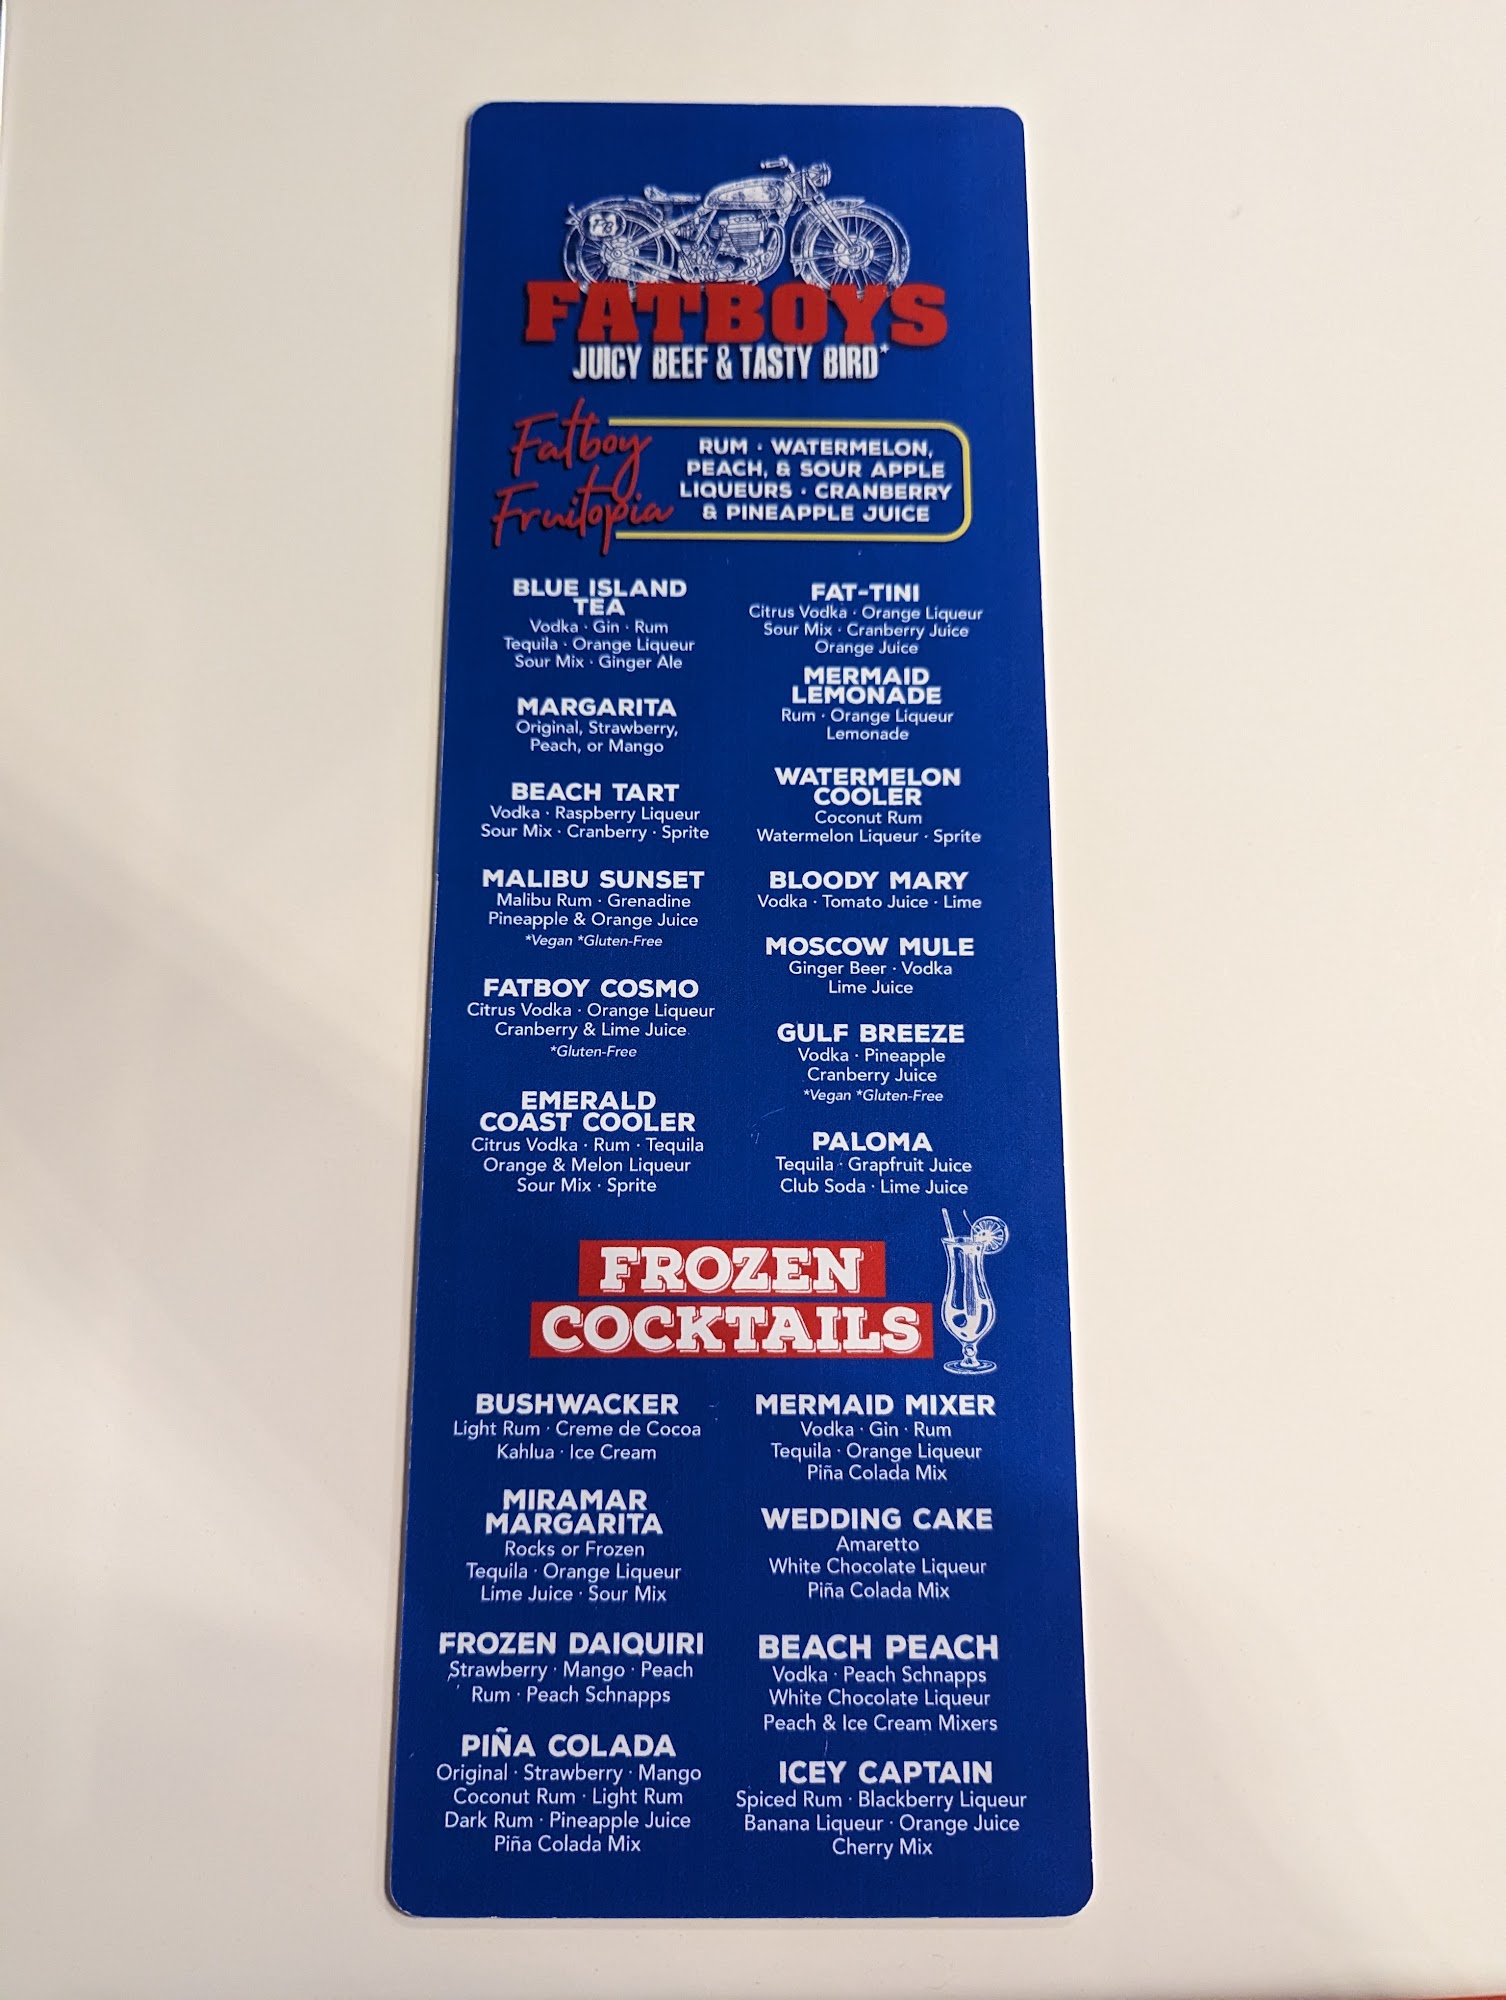 FB
FATBOYS
JUICY BEEF & TASTY BIRD*
Fatboy
Fruitopia
RUM · WATERMELON,
PEACH, & SOUR APPLE
LIQUEURS · CRANBERRY
& PINEAPPLE JUICE
BLUE ISLAND
TEA
Vodka · Gin · Rum
Tequila · Orange Liqueur
Sour Mix · Ginger Ale
MARGARITA
Original, Strawberry,
Peach, or Mango
BEACH TART
Vodka · Raspberry Liqueur
Sour Mix · Cranberry · Sprite
MALIBU SUNSET
Malibu Rum · Grenadine
Pineapple & Orange Juice
*Vegan *Gluten-Free
FATBOY COSMO
Citrus Vodka · Orange Liqueur
Cranberry & Lime Juice
*Gluten-Free
EMERALD
COAST COOLER
Citrus Vodka · Rum · Tequila
Orange & Melon Liqueur
Sour Mix · Sprite
FAT-TINI
Citrus Vodka · Orange Liqueur
Sour Mix · Cranberry Juice
Orange Juice
MERMAID
LEMONADE
Rum · Orange Liqueur
Lemonade
WATERMELON
COOLER
Coconut Rum
Watermelon Liqueur · Sprite
BLOODY MARY
Vodka · Tomato Juice · Lime
MOSCOW MULE
Ginger Beer · Vodka
Lime Juice
GULF BREEZE
Vodka · Pineapple
Cranberry Juice
*Vegan *Gluten-Free
PALOMA
Tequila · Grapfruit Juice
Club Soda · Lime Juice
FROZEN
COCKTAILS
BUSHWACKER
Light Rum · Creme de Cocoa
Kahlua · Ice Cream
MIRAMAR
MARGARITA
Rocks or Frozen
Tequila · Orange Liqueur
Lime Juice · Sour Mix
FROZEN DAIQUIRI
Strawberry · Mango · Peach
Rum · Peach Schnapps
PIÑA COLADA
Original · Strawberry · Mango
Coconut Rum · Light Rum
Dark Rum · Pineapple Juice
Piña Colada Mix
MERMAID MIXER
Vodka · Gin · Rum
Tequila · Orange Liqueur
Piña Colada Mix
WEDDING CAKE
Amaretto
White Chocolate Liqueur
Piña Colada Mix
BEACH PEACH
Vodka · Peach Schnapps
White Chocolate Liqueur
Peach & Ice Cream Mixers
ICEY CAPTAIN
Spiced Rum · Blackberry Liqueur
Banana Liqueur · Orange Juice
Cherry Mix